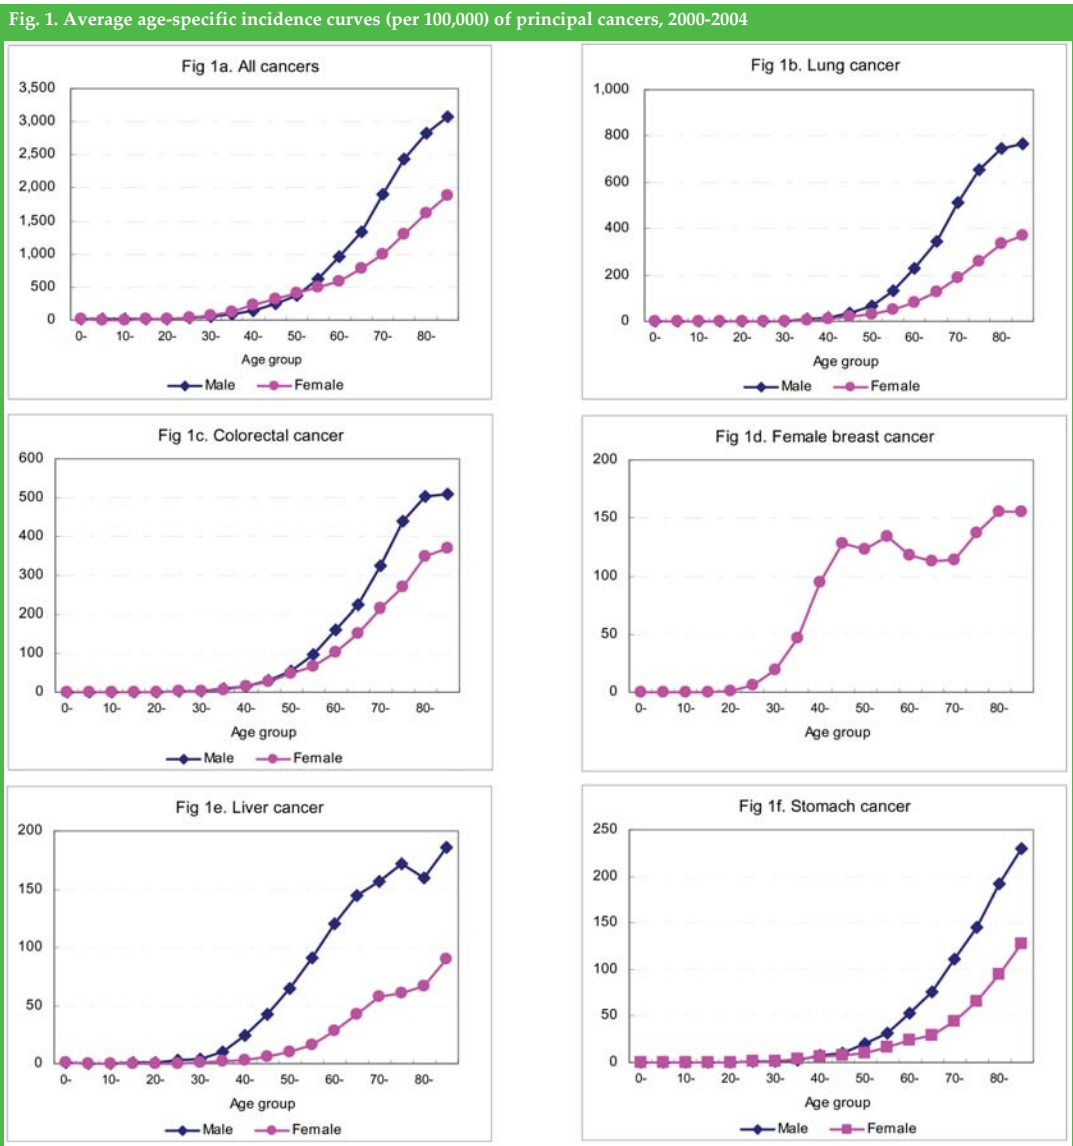 Fig. 1. Average age-specific incidence curves (per 100,000) of principal cancers, 2000-2004
Fig 1a. All cancers
3,500
3,000
2,500
2,000
1,500
1,000
500
0
0- 10- 20- 30- 40- 50- 60- 70- 80-
Age group
Male Female
Fig 1b. Lung cancer
1,000
800
600
400
200
0
0- 10- 20- 30- 40- 50- 60- 70- 80-
Age group
Male Female
Fig 1c. Colorectal cancer
600
500
400
300
200
100
0
0- 10- 20- 30- 40- 50- 60- 70- 80-
Age group
Male Female
Fig 1d. Female breast cancer
200
150
100
50
0
0- 10- 20- 30- 40- 50- 60- 70- 80-
Age group
Fig 1e. Liver cancer
200
150
100
50
0
0- 10- 20- 30- 40- 50- 60- 70- 80-
Age group
Male Female
Fig 1f. Stomach cancer
250
200
150
100
50
0
0- 10- 20- 30- 40- 50- 60- 70- 80-
Age group
Male Female